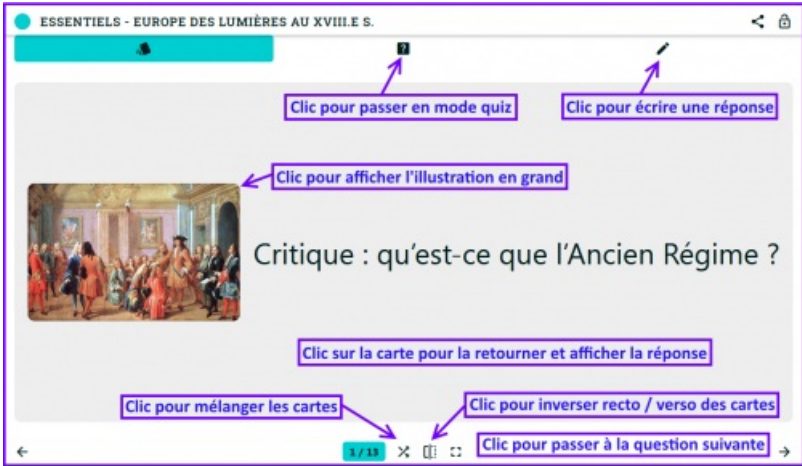 ESSENTIELS - EUROPE DES LUMIÈRES AU XVIII.E S.
?
Clic pour passer en mode quiz
Clic pour écrire une réponse
Clic pour afficher l'illustration en grand
Critique : qu'est-ce que l'Ancien Régime ?
Clic sur la carte pour la retourner et afficher la réponse
Clic pour mélanger les cartes
Clic pour inverser recto / verso des cartes
1 / 13
Clic pour passer à la question suivante